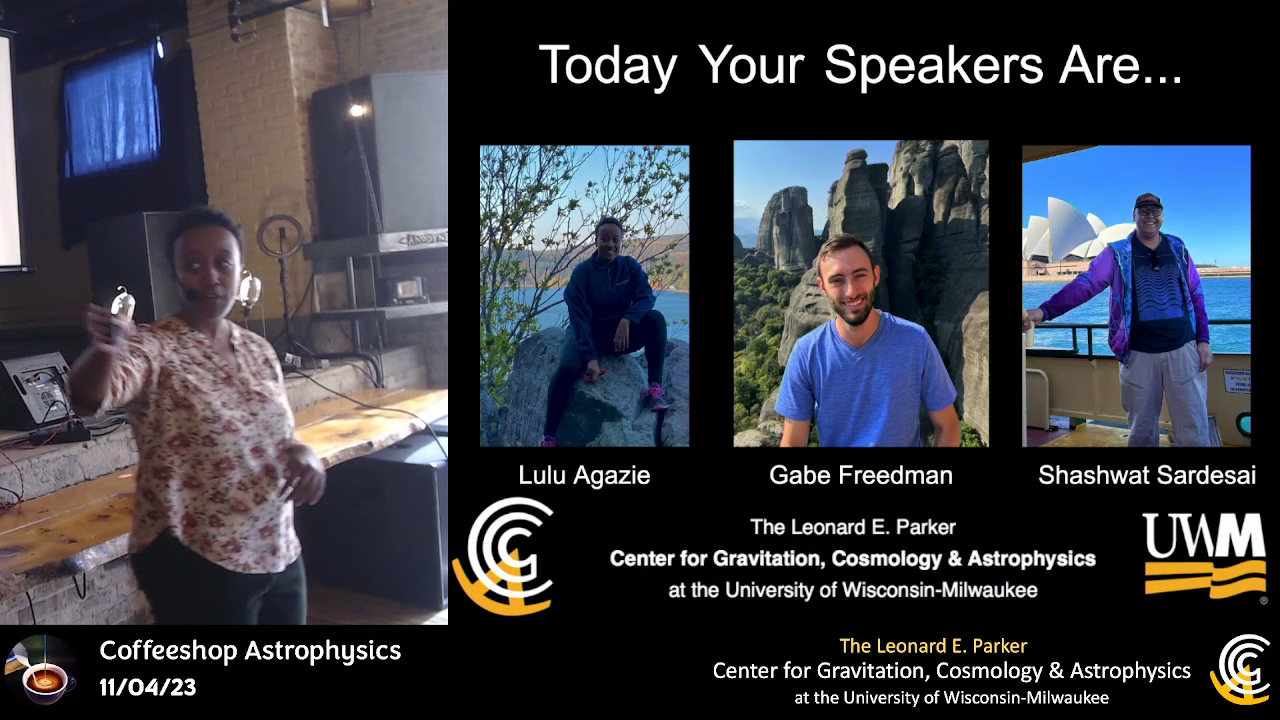 Today Your Speakers Are...
Lulu Agazie
Gabe Freedman
Shashwat Sardesai
The Leonard E. Parker
Center for Gravitation, Cosmology & Astrophysics
at the University of Wisconsin-Milwaukee
UWM
Coffeeshop Astrophysics
11/04/23
The Leonard E. Parker
Center for Gravitation, Cosmology & Astrophysics
at the University of Wisconsin-Milwaukee